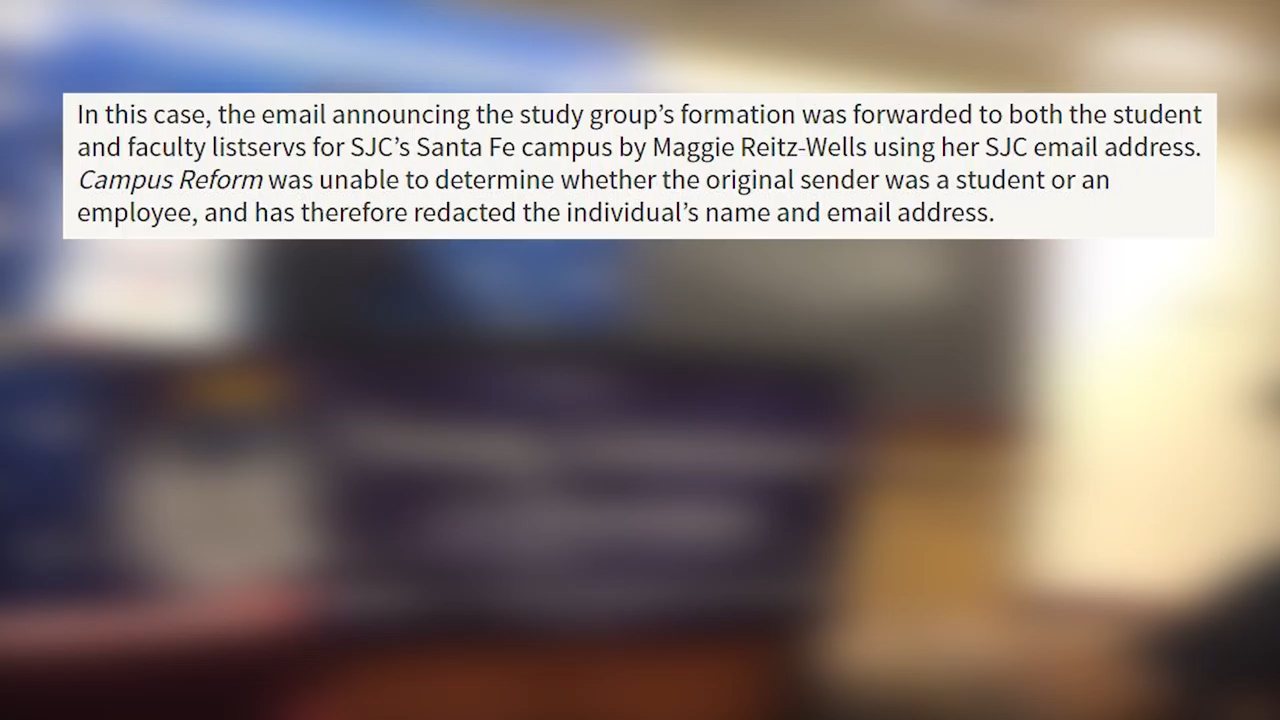 In this case, the email announcing the study group’s formation was forwarded to both the student
and faculty listservs for SJC’s Santa Fe campus by Maggie Reitz-Wells using her SJC email address.
Campus Reform was unable to determine whether the original sender was a student or an
employee, and has therefore redacted the individual’s name and email address.